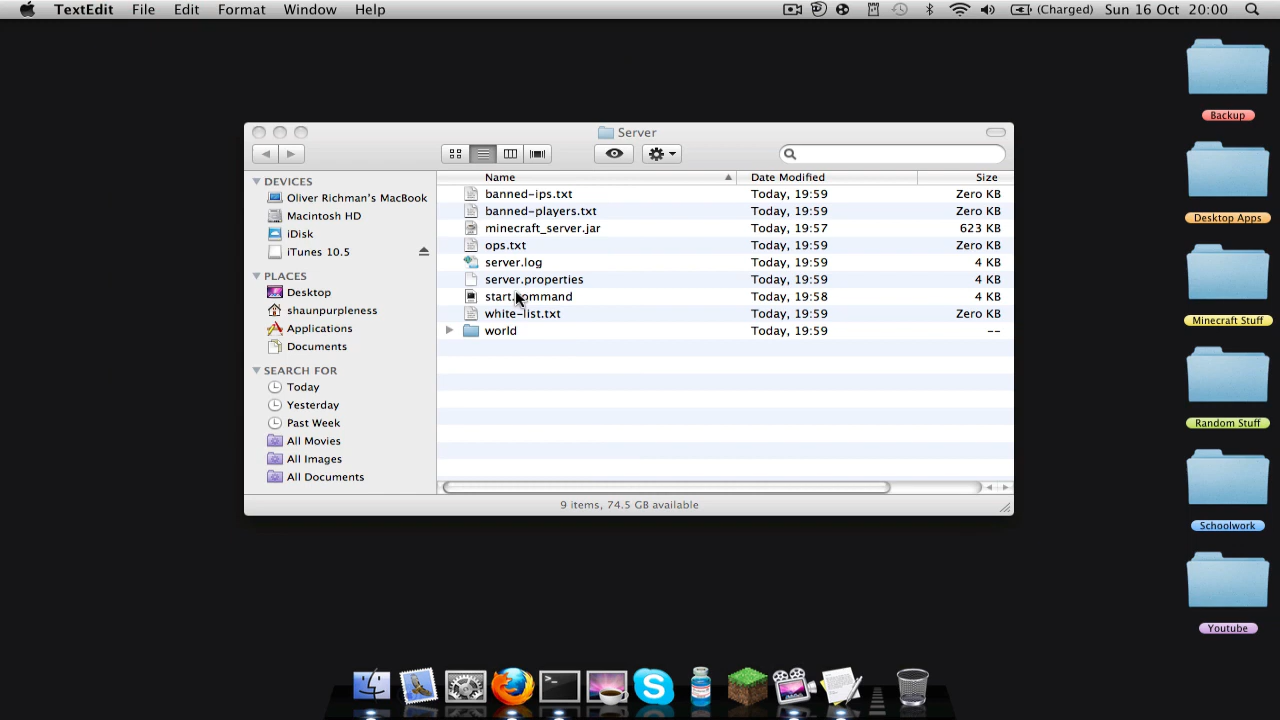 TextEdit File Edit Format Window Help (Charged) Sun 16 Oct 20:00
Server
Name Date Modified Size
DEVICES
Oliver Richman's MacBook
Macintosh HD
iDisk
iTunes 10.5
PLACES
Desktop
shaunpurpleness
Applications
Documents
SEARCH FOR
Today
Yesterday
Past Week
All Movies
All Images
All Documents
banned-ips.txt Today, 19:59 Zero KB
banned-players.txt Today, 19:59 Zero KB
minecraft_server.jar Today, 19:57 623 KB
ops.txt Today, 19:59 Zero KB
server.log Today, 19:59 4 KB
server.properties Today, 19:59 4 KB
start.command Today, 19:58 4 KB
white-list.txt Today, 19:59 Zero KB
world Today, 19:59 --
9 items, 74.5 GB available
Backup
Desktop Apps
Minecraft Stuff
Random Stuff
Schoolwork
Youtube